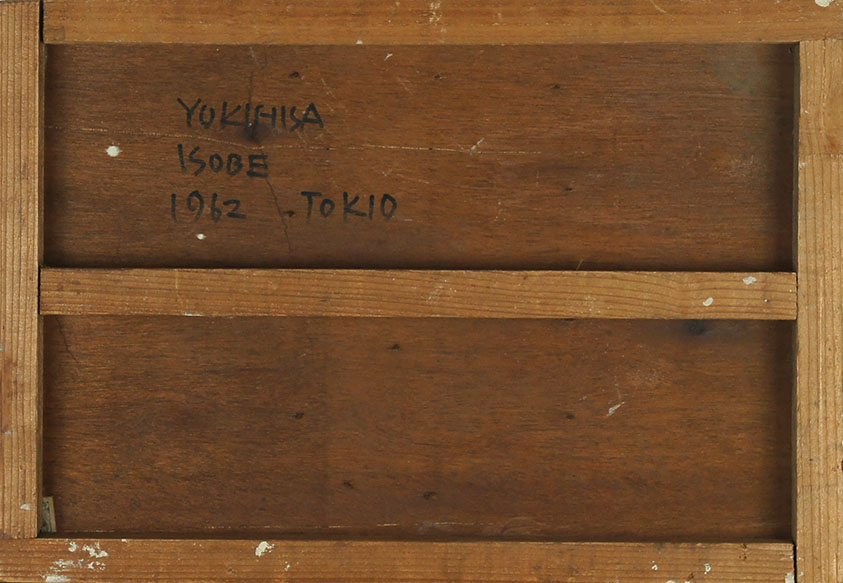 YUKIHISA
ISOBE
1962 . TOKIO